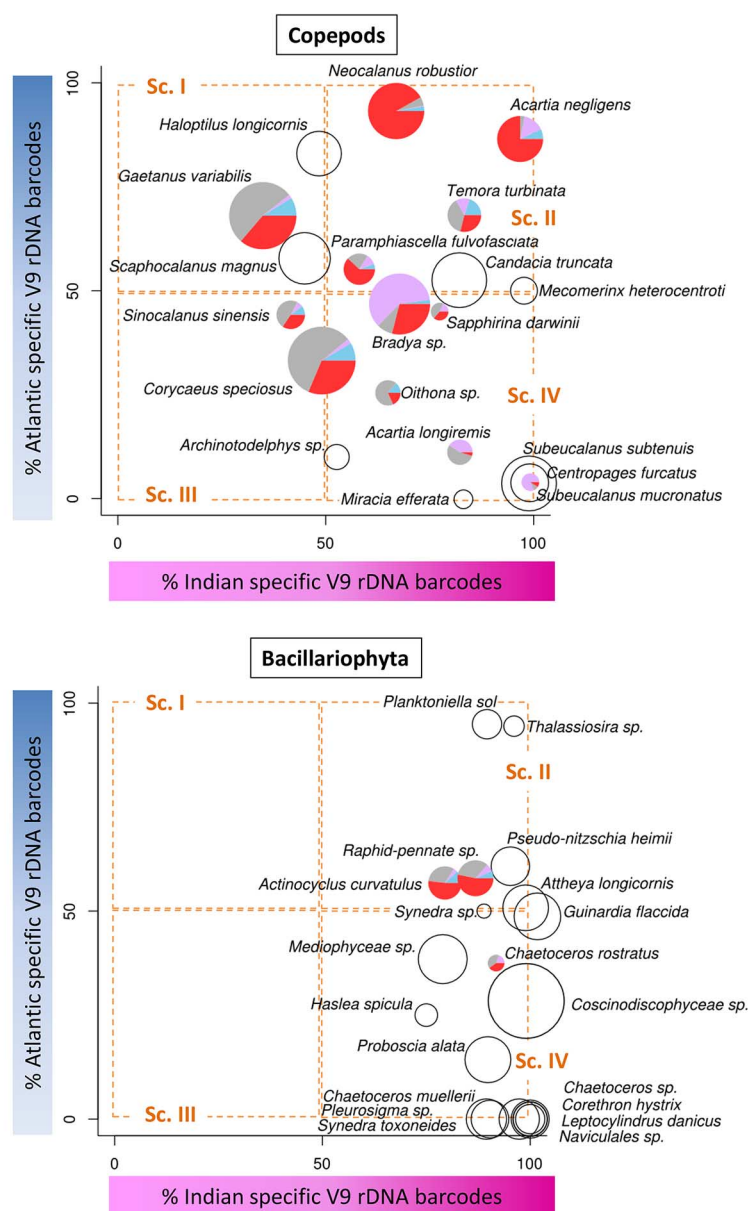 Copepods
% Atlantic specific V9 rDNA barcodes
100
50
0
Sc. I
Neocalanus robustior
Acartia negligens
Haloptilus longicornis
Gaetanus variabilis
Temora turbinata
Sc. II
Paramphiascella fulvofasciata
Scaphocalanus magnus
Candacia truncata
Mecomerinx heterocentroti
Sinocalanus sinensis
Sapphirina darwinii
Bradya sp.
Corycaeus speciosus
Oithona sp.
Sc. IV
Acartia longiremis
Archinotodelphys sp.
Subeucalanus subtenuis
Centropages furcatus
Sc. III
Miracia efferata
Subeucalanus mucronatus
0
50
100
% Indian specific V9 rDNA barcodes
Bacillariophyta
% Atlantic specific V9 rDNA barcodes
100
50
0
Sc. I
Planktoniella sol
Thalassiosira sp.
Sc. II
Pseudo-nitzschia heimii
Raphid-pennate sp.
Actinocyclus curvatulus
Attheya longicornis
Synedra sp.
Guinardia flaccida
Mediophyceae sp.
Chaetoceros rostratus
Haslea spicula
Coscinodiscophyceae sp.
Proboscia alata
Sc. IV
Sc. III
Chaetoceros muellerii
Pleurosigma sp.
Synedra toxoneides
Chaetoceros sp.
Corethron hystrix
Leptocylindrus danicus
Naviculales sp.
0
50
100
% Indian specific V9 rDNA barcodes